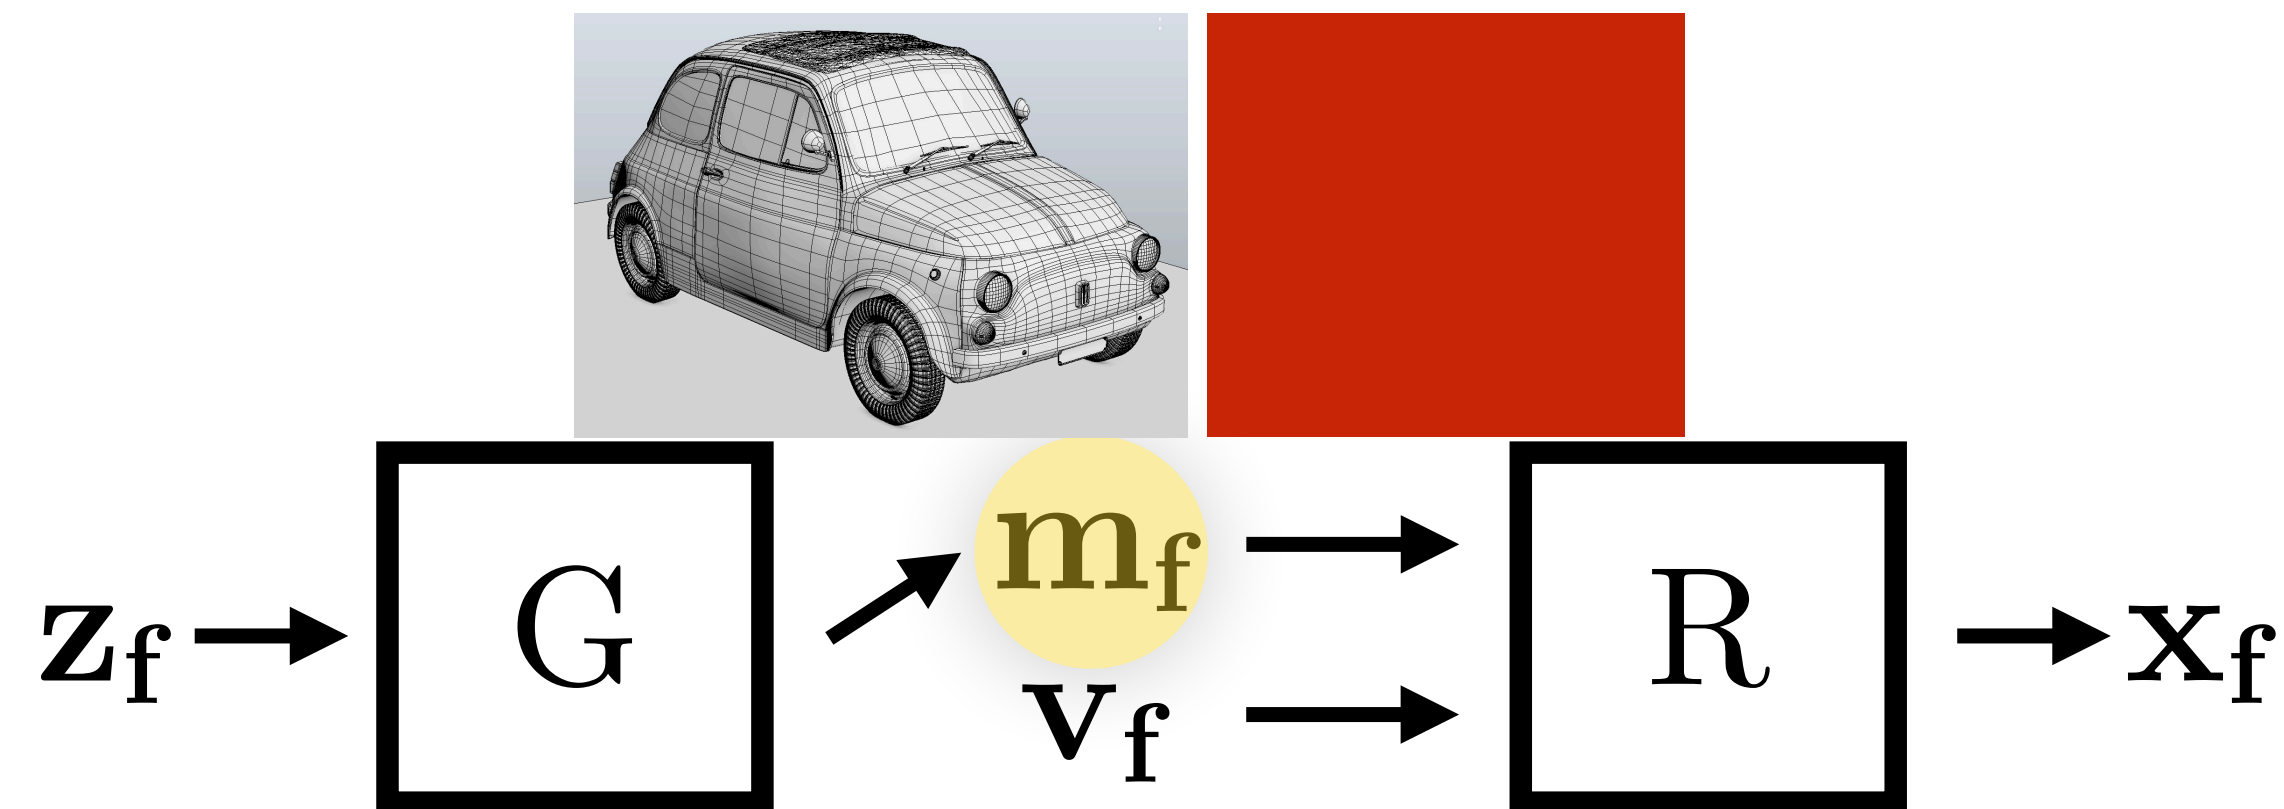 z_f → G → m_f → R → x_f
v_f →